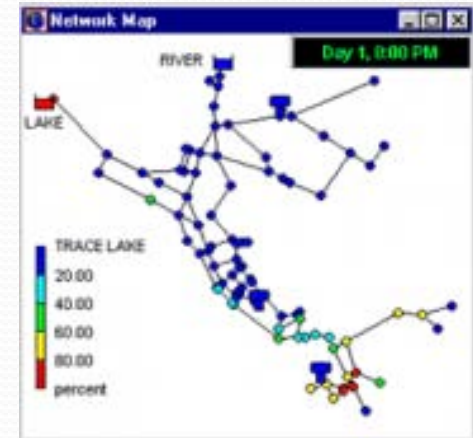 Network Map
Day 1, 8:00 PM
RIVER
LAKE
TRACE LAKE
20.00
40.00
60.00
80.00
percent